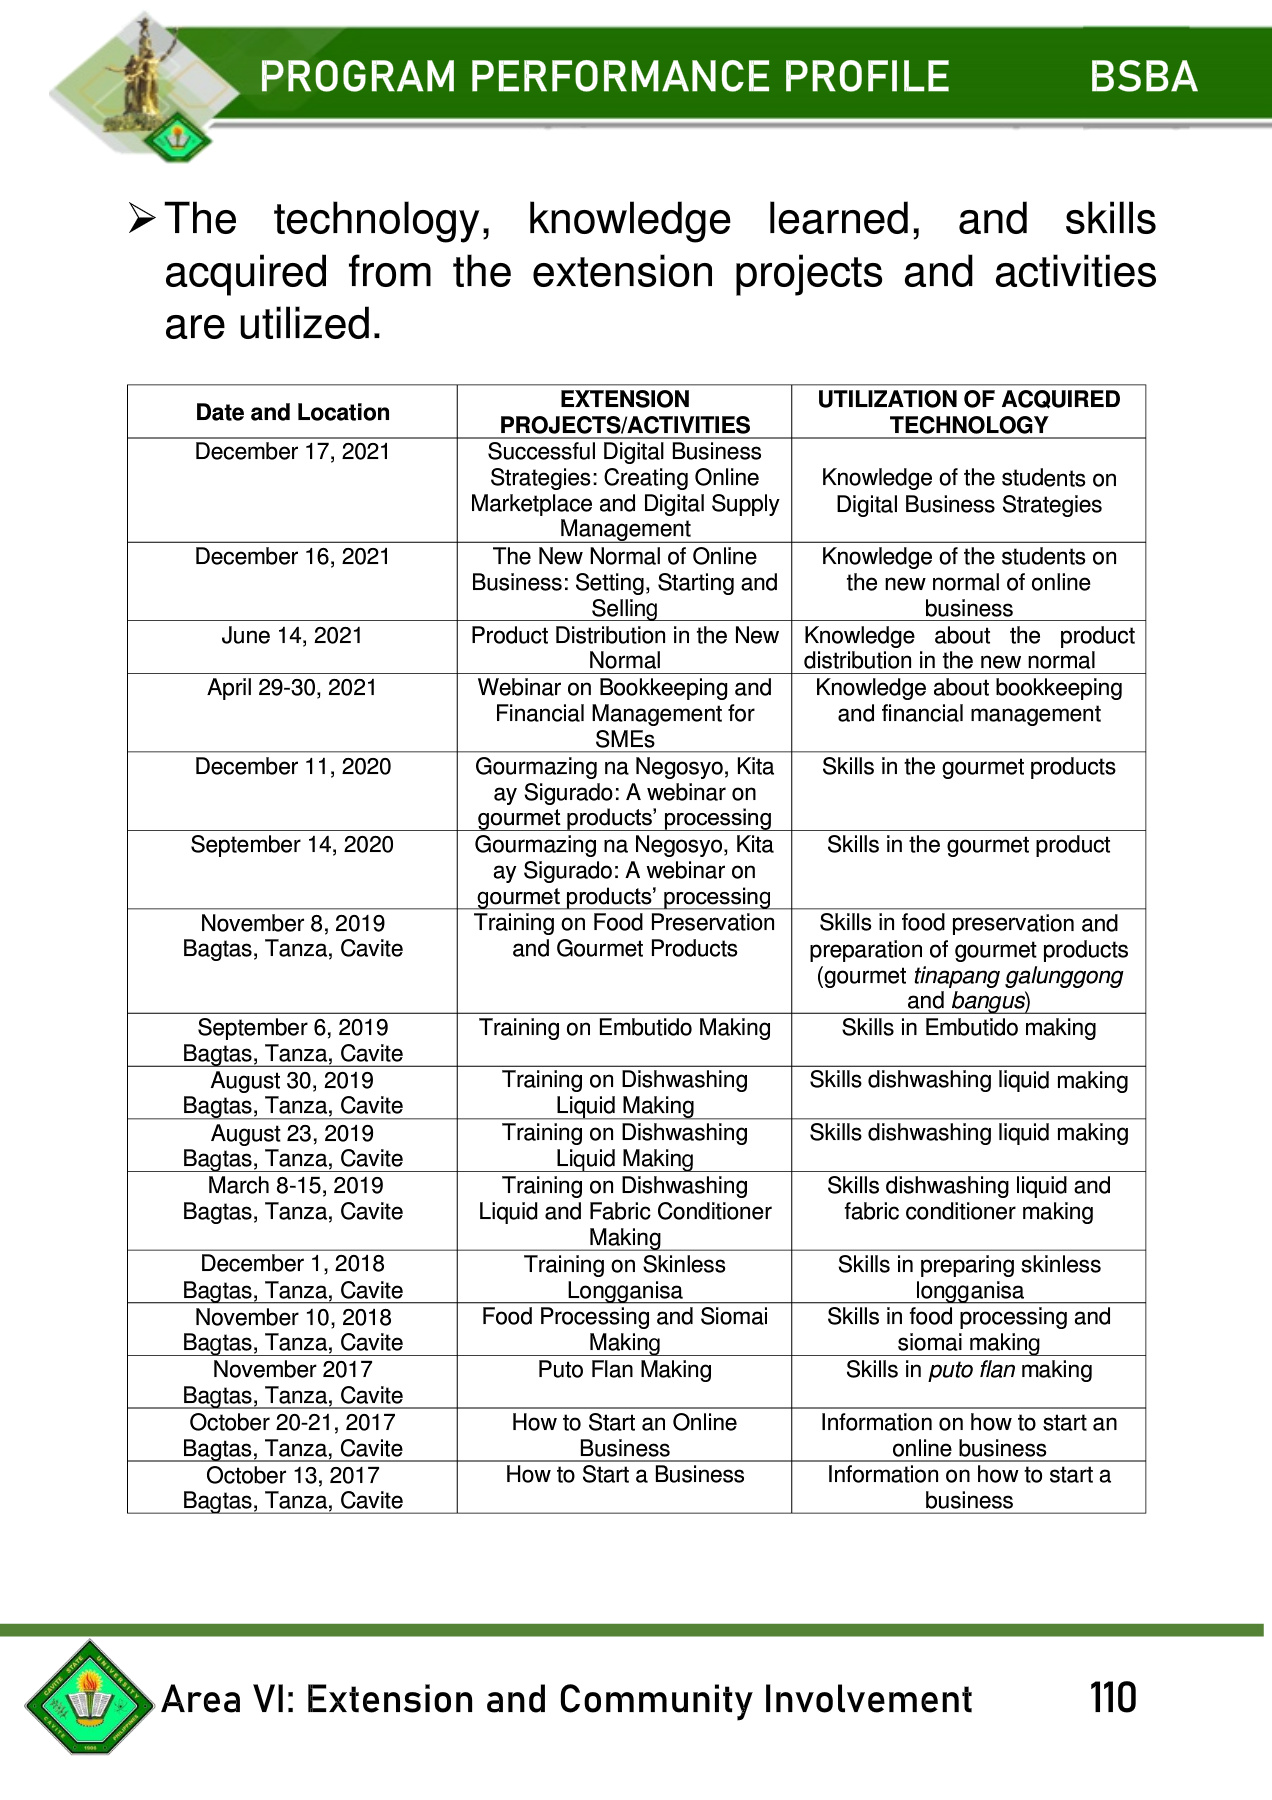 PROGRAM PERFORMANCE PROFILE BSBA
➢ The technology, knowledge learned, and skills
acquired from the extension projects and activities
are utilized.
Date and Location
EXTENSION
PROJECTS/ACTIVITIES
UTILIZATION OF ACQUIRED
TECHNOLOGY
December 17, 2021
Successful Digital Business
Strategies: Creating Online
Marketplace and Digital Supply
Management
Knowledge of the students on
Digital Business Strategies
December 16, 2021
The New Normal of Online
Business: Setting, Starting and
Selling
Knowledge of the students on
the new normal of online
business
June 14, 2021
Product Distribution in the New
Normal
Knowledge about the product
distribution in the new normal
April 29-30, 2021
Webinar on Bookkeeping and
Financial Management for
SMEs
Knowledge about bookkeeping
and financial management
December 11, 2020
Gourmazing na Negosyo, Kita
ay Sigurado: A webinar on
gourmet products’ processing
Skills in the gourmet products
September 14, 2020
Gourmazing na Negosyo, Kita
ay Sigurado: A webinar on
gourmet products’ processing
Skills in the gourmet product
November 8, 2019
Bagtas, Tanza, Cavite
Training on Food Preservation
and Gourmet Products
Skills in food preservation and
preparation of gourmet products
(gourmet tinapang galunggong
and bangus)
September 6, 2019
Bagtas, Tanza, Cavite
Training on Embutido Making
Skills in Embutido making
August 30, 2019
Bagtas, Tanza, Cavite
Training on Dishwashing
Liquid Making
Skills dishwashing liquid making
August 23, 2019
Bagtas, Tanza, Cavite
Training on Dishwashing
Liquid Making
Skills dishwashing liquid making
March 8-15, 2019
Bagtas, Tanza, Cavite
Training on Dishwashing
Liquid and Fabric Conditioner
Making
Skills dishwashing liquid and
fabric conditioner making
December 1, 2018
Bagtas, Tanza, Cavite
Training on Skinless
Longganisa
Skills in preparing skinless
longganisa
November 10, 2018
Bagtas, Tanza, Cavite
Food Processing and Siomai
Making
Skills in food processing and
siomai making
November 2017
Bagtas, Tanza, Cavite
Puto Flan Making
Skills in puto flan making
October 20-21, 2017
Bagtas, Tanza, Cavite
How to Start an Online
Business
Information on how to start an
online business
October 13, 2017
Bagtas, Tanza, Cavite
How to Start a Business
Information on how to start a
business
CAVITE STATE UNIVERSITY
CAVITE PHILIPPINES
1906
Area VI: Extension and Community Involvement 110